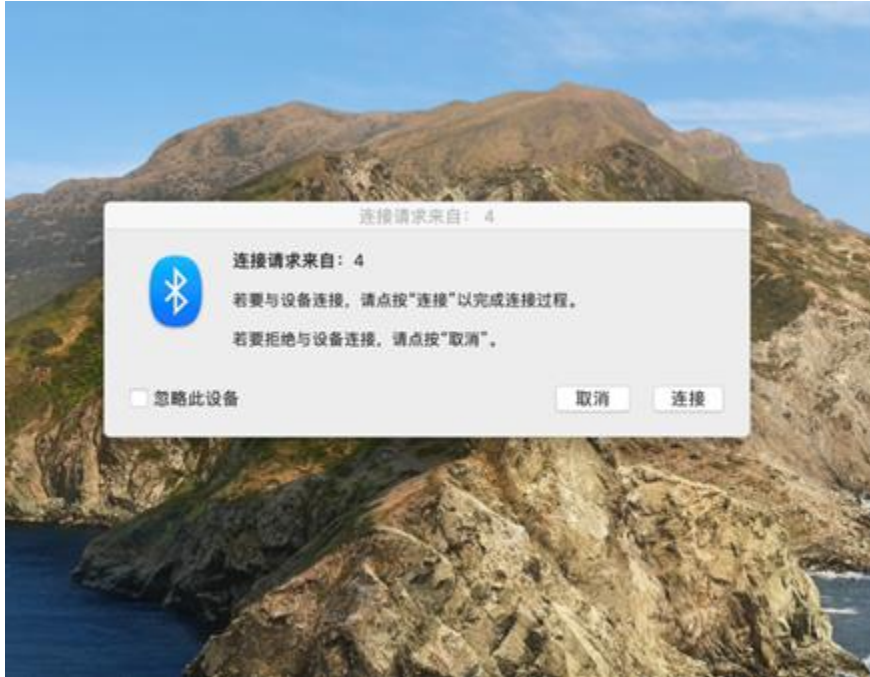 连接请求来自： 4
连接请求来自：4
若要与设备连接，请点按“连接”以完成连接过程。
若要拒绝与设备连接，请点按“取消”。
忽略此设备
取消
连接